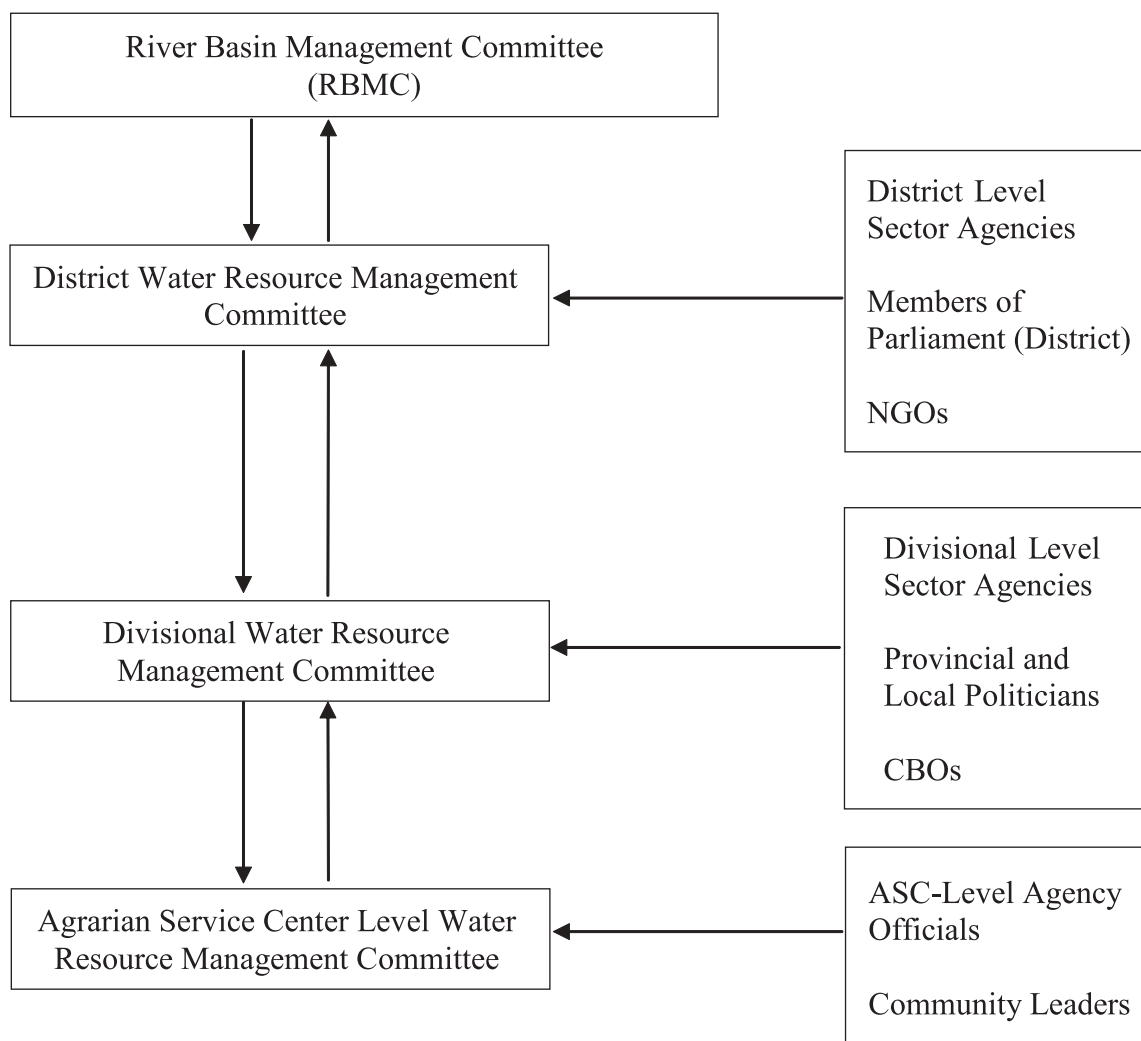 River Basin Management Committee
(RBMC)
District Water Resource Management
Committee
District Level
Sector Agencies
Members of
Parliament (District)
NGOs
Divisional Water Resource
Management Committee
Divisional Level
Sector Agencies
Provincial and
Local Politicians
CBOs
Agrarian Service Center Level Water
Resource Management Committee
ASC-Level Agency
Officials
Community Leaders